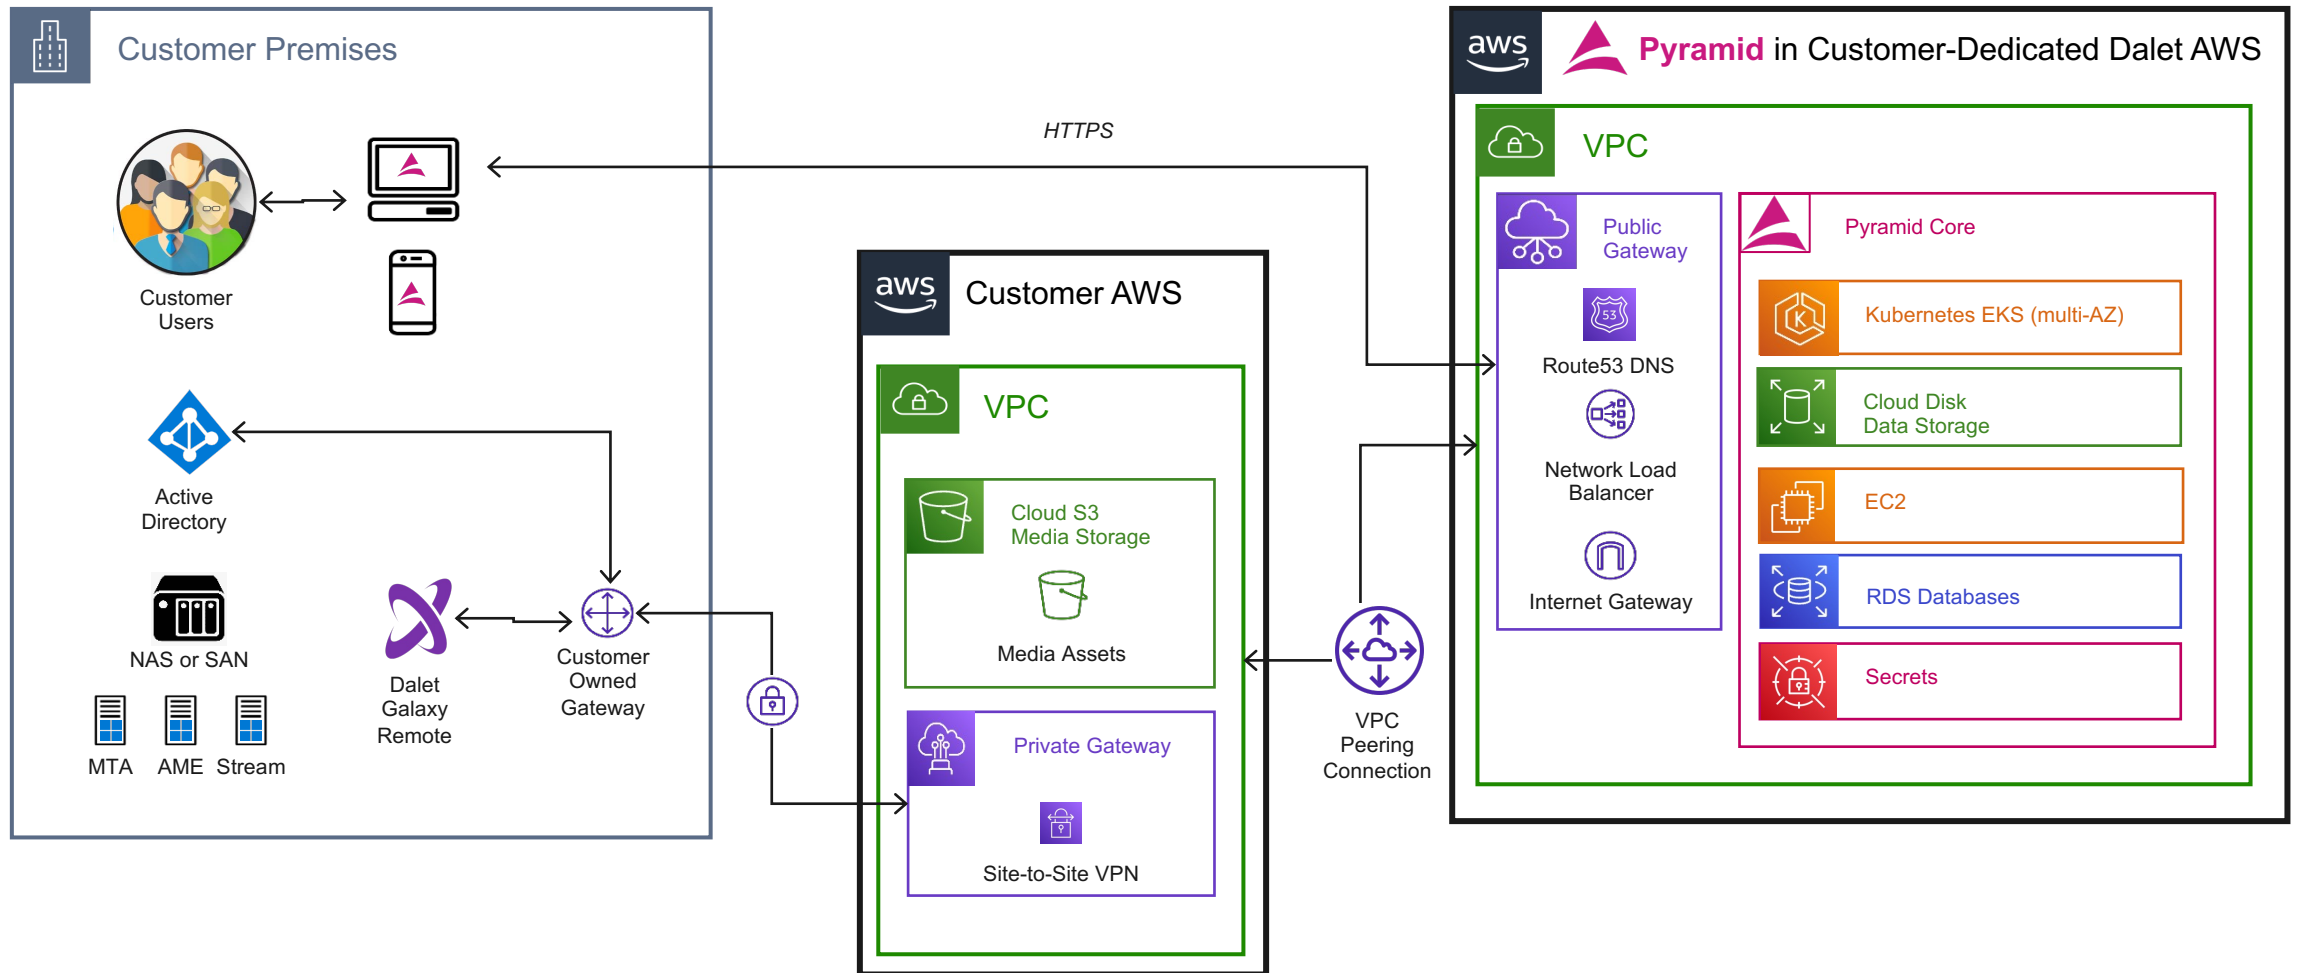 Customer Premises
Customer
Users
Active
Directory
NAS or SAN
MTA
AME
Stream
Dalet
Galaxy
Remote
Customer
Owned
Gateway
HTTPS
aws
Customer AWS
VPC
Cloud S3
Media Storage
Media Assets
Private Gateway
Site-to-Site VPN
VPC
Peering
Connection
aws
Pyramid in Customer-Dedicated Dalet AWS
VPC
Public
Gateway
53
Route53 DNS
Network Load
Balancer
Internet Gateway
Pyramid Core
K
Kubernetes EKS (multi-AZ)
Cloud Disk
Data Storage
EC2
RDS Databases
Secrets